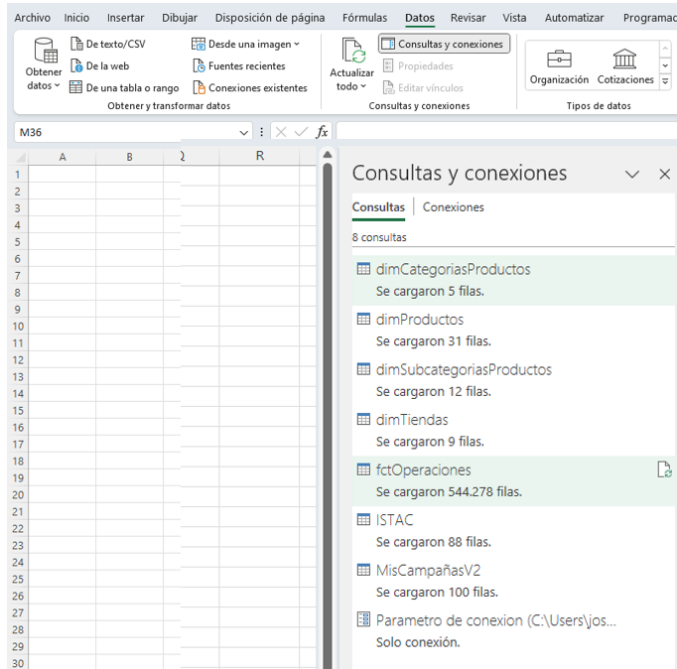 Archivo Inicio Insertar Dibujar Disposición de página Fórmulas Datos Revisar Vista Automatizar Programad
Obtener datos
De texto/CSV
De la web
De una tabla o rango
Desde una imagen
Fuentes recientes
Conexiones existentes
Obtener y transformar datos
Actualizar todo
Consultas y conexiones
Propiedades
Editar vínculos
Consultas y conexiones
Organización Cotizaciones
Tipos de datos
M36
fx
A B Q R
1
2
3
4
5
6
7
8
9
10
11
12
13
14
15
16
17
18
19
20
21
22
23
24
25
26
27
28
29
30
Consultas y conexiones
Consultas Conexiones
8 consultas
dimCategoriasProductos
Se cargaron 5 filas.
dimProductos
Se cargaron 31 filas.
dimSubcategoriasProductos
Se cargaron 12 filas.
dimTiendas
Se cargaron 9 filas.
fctOperaciones
Se cargaron 544.278 filas.
ISTAC
Se cargaron 88 filas.
MisCampañasV2
Se cargaron 100 filas.
Parametro de conexion (C:\Users\jos...
Solo conexión.